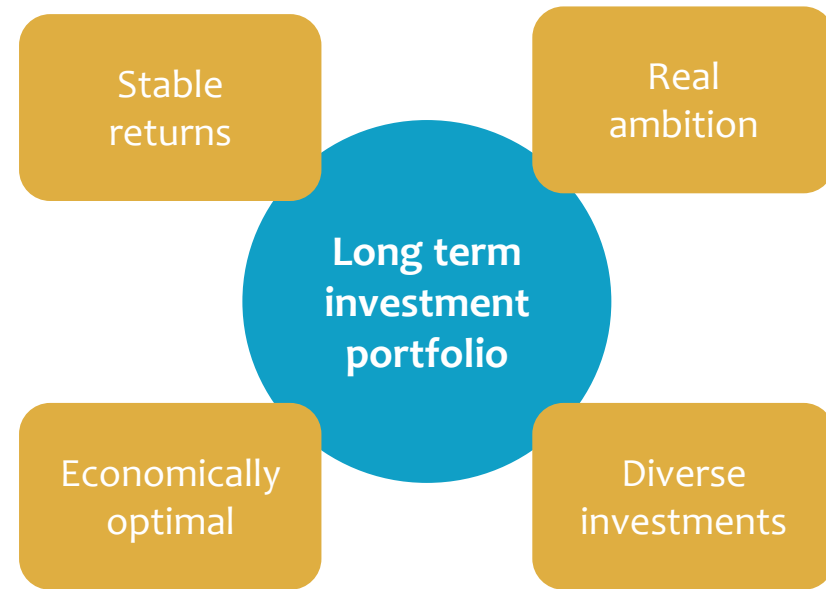 Stable
returns
Real
ambition
Long term
investment
portfolio
Economically
optimal
Diverse
investments